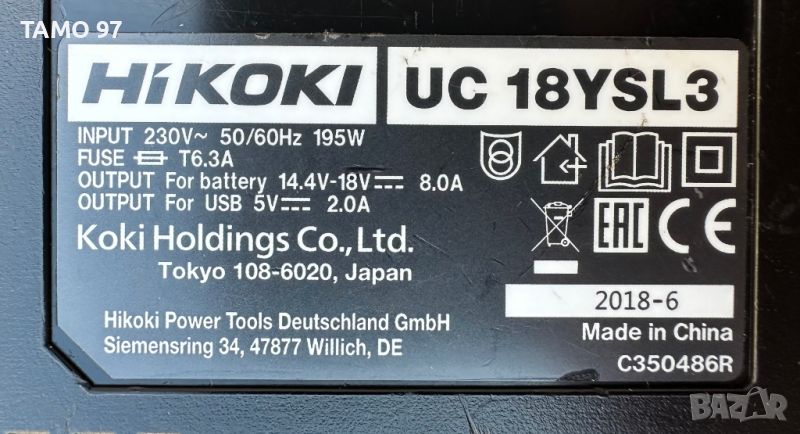 TAMO 97
HiKOKI
UC 18YSL3
INPUT 230V~ 50/60Hz 195W
FUSE T6.3A
OUTPUT For battery 14.4V-18V⎓ 8.0A
OUTPUT For USB 5V⎓ 2.0A
Koki Holdings Co., Ltd.
Tokyo 108-6020, Japan
EAC CE
2018-6
Hikoki Power Tools Deutschland GmbH
Siemensring 34, 47877 Willich, DE
Made in China
C350486R
BAZAR